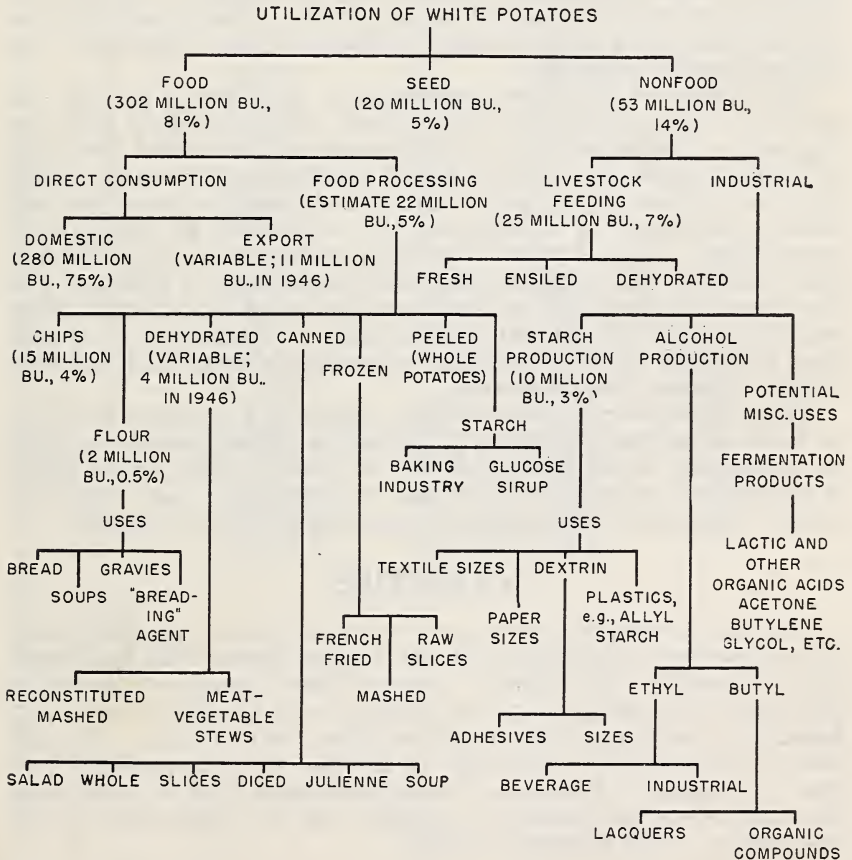 UTILIZATION OF WHITE POTATOES
FOOD
(302 MILLION BU.,
81%)
SEED
(20 MILLION BU.,
5%)
NONFOOD
(53 MILLION BU.,
14%)
DIRECT CONSUMPTION
FOOD PROCESSING
(ESTIMATE 22 MILLION
BU., 5%)
LIVESTOCK
FEEDING
(25 MILLION BU., 7%)
INDUSTRIAL
DOMESTIC
(280 MILLION
BU., 75%)
EXPORT
(VARIABLE; 11 MILLION
BU. IN 1946)
FRESH
ENSILED
DEHYDRATED
CHIPS
(15 MILLION
BU., 4%)
DEHYDRATED
(VARIABLE;
4 MILLION BU.
IN 1946)
CANNED
FROZEN
PEELED
(WHOLE
POTATOES)
STARCH
PRODUCTION
(10 MILLION
BU., 3%)
ALCOHOL
PRODUCTION
POTENTIAL
MISC. USES
FLOUR
(2 MILLION
BU., 0.5%)
STARCH
BAKING
INDUSTRY
GLUCOSE
SIRUP
FERMENTATION
PRODUCTS
USES
USES
BREAD
SOUPS
GRAVIES
"BREAD-
ING"
AGENT
TEXTILE SIZES
PAPER
SIZES
DEXTRIN
PLASTICS,
e.g., ALLYL
STARCH
LACTIC AND
OTHER
ORGANIC ACIDS
ACETONE
BUTYLENE
GLYCOL, ETC.
FRENCH
FRIED
MASHED
RAW
SLICES
RECONSTITUTED
MASHED
MEAT-
VEGETABLE
STEWS
ETHYL
BUTYL
ADHESIVES
SIZES
SALAD
WHOLE
SLICES
DICED
JULIENNE
SOUP
BEVERAGE
INDUSTRIAL
LACQUERS
ORGANIC
COMPOUNDS